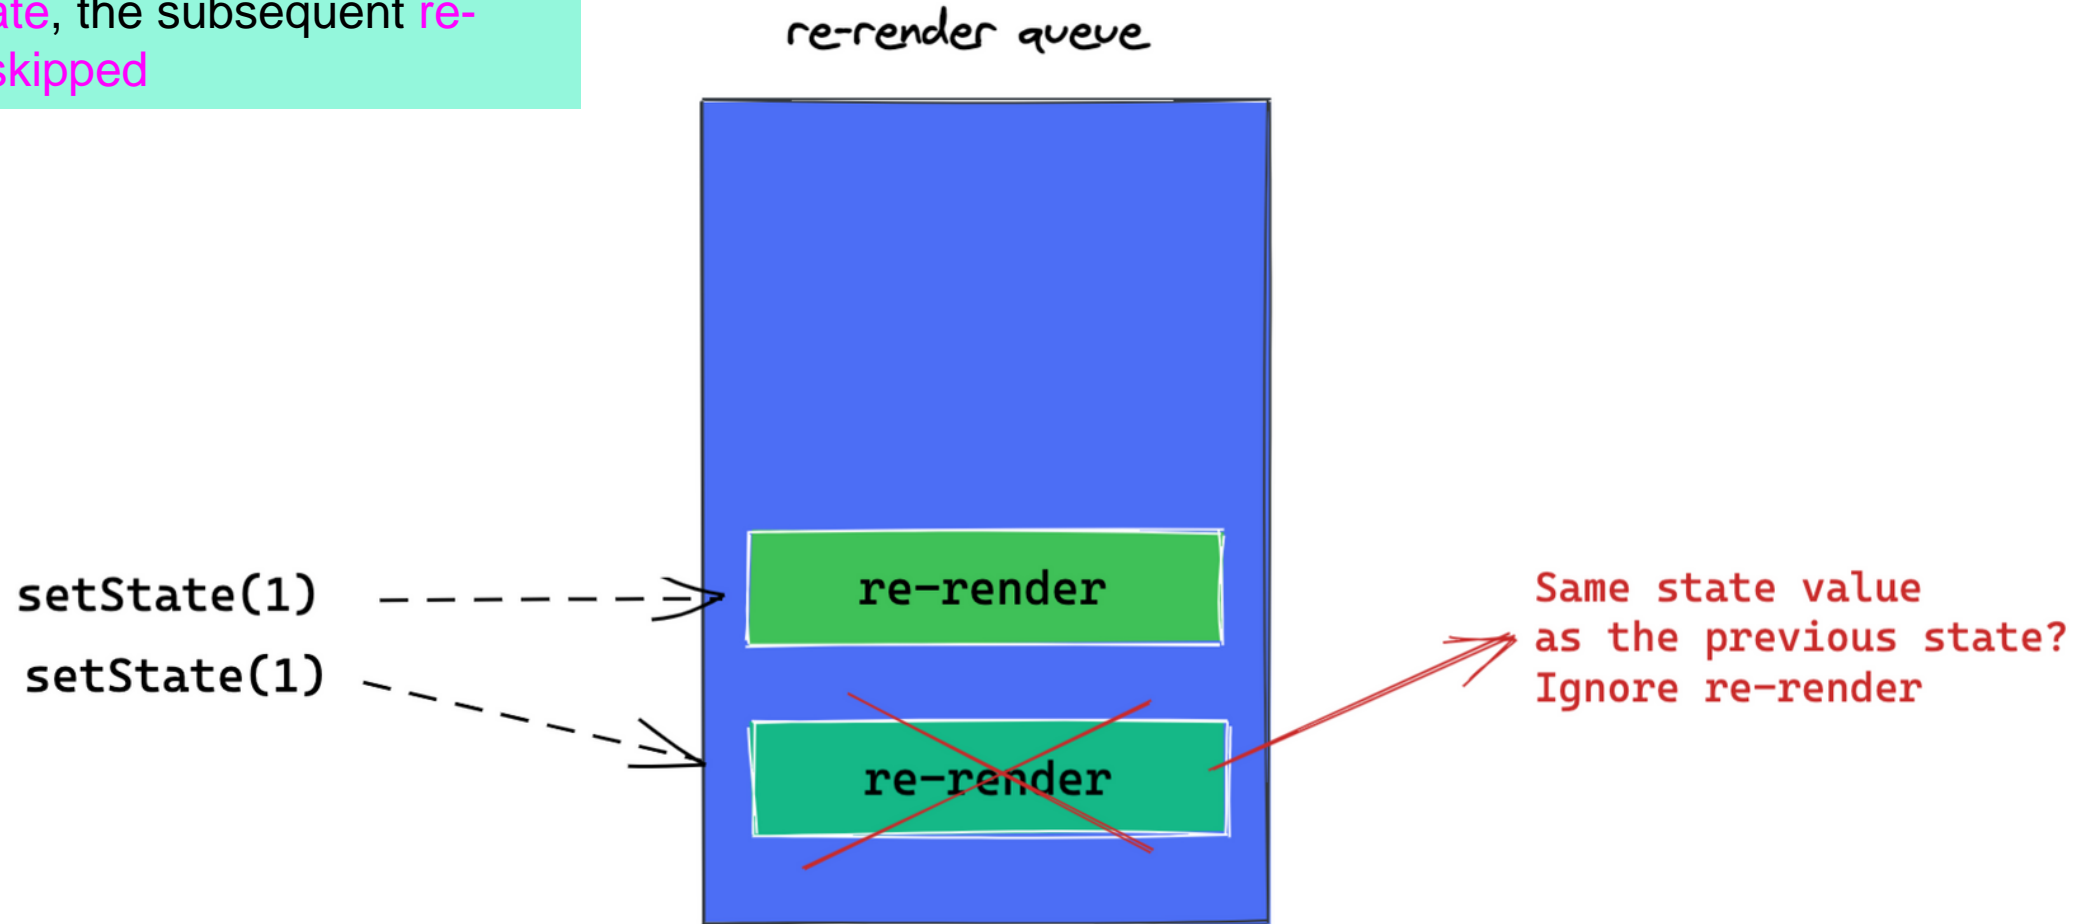 ate, the subsequent re-
skipped
re-render queue
setState(1)
setState(1)
re-render
re-render
Same state value
as the previous state?
Ignore re-render